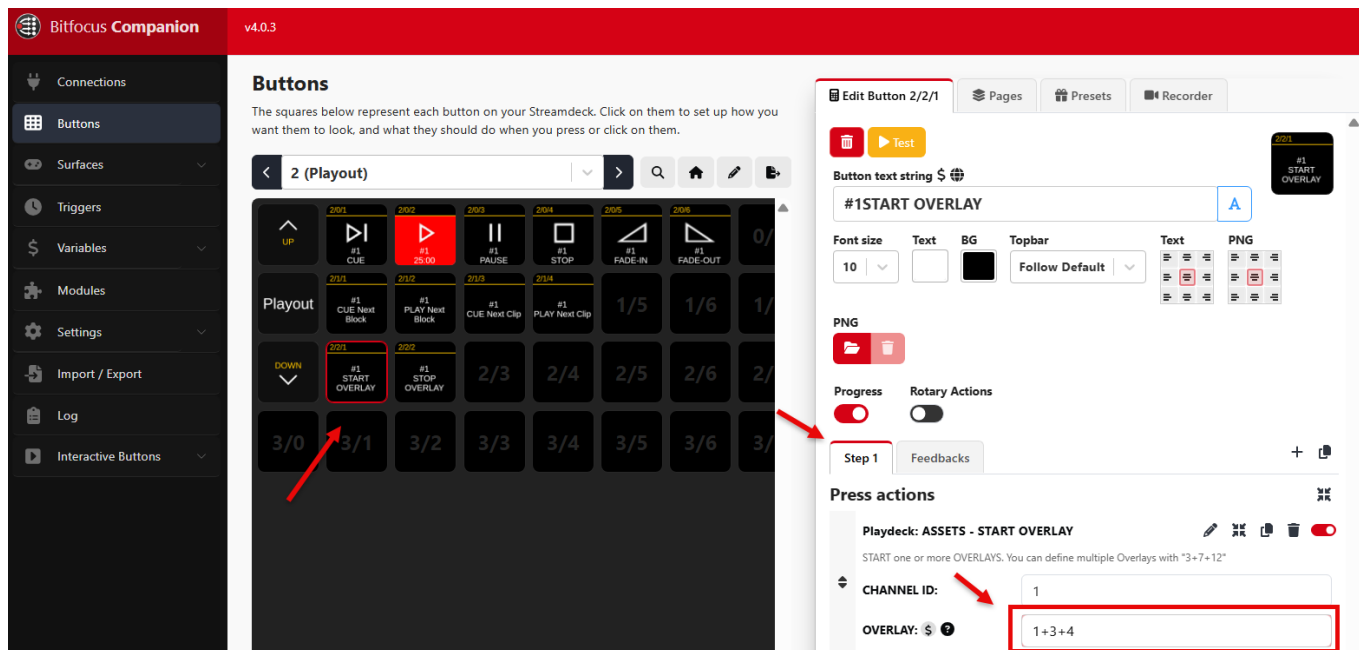 Bitfocus Companion
v4.0.3
Connections
Buttons
Surfaces
Triggers
Variables
Modules
Settings
Import / Export
Log
Interactive Buttons
Buttons
The squares below represent each button on your Streamdeck. Click on them to set up how you
want them to look, and what they should do when you press or click on them.
2 (Playout)
UP
2/0/1
#1
CUE
2/0/2
#1
25:00
2/0/3
#1
PAUSE
2/0/4
#1
STOP
2/0/5
#1
FADE-IN
2/0/6
#1
FADE-OUT
0/
Playout
2/1/1
#1
CUE Next
Block
2/1/2
#1
PLAY Next
Block
2/1/3
#1
CUE Next Clip
2/1/4
#1
PLAY Next Clip
1/5
1/6
1/
DOWN
2/2/1
#1
START
OVERLAY
2/2/2
#1
STOP
OVERLAY
2/3
2/4
2/5
2/6
2/
3/0
3/1
3/2
3/3
3/4
3/5
3/6
3/
Edit Button 2/2/1
Pages
Presets
Recorder
Test
2/2/1
#1
START
OVERLAY
Button text string $
#1START OVERLAY
A
Font size
Text
BG
Topbar
Text
PNG
10
Follow Default
PNG
Progress
Rotary Actions
Step 1
Feedbacks
Press actions
Playdeck: ASSETS - START OVERLAY
START one or more OVERLAYS. You can define multiple Overlays with "3+7+12"
CHANNEL ID:
1
OVERLAY: $ ?
1+3+4